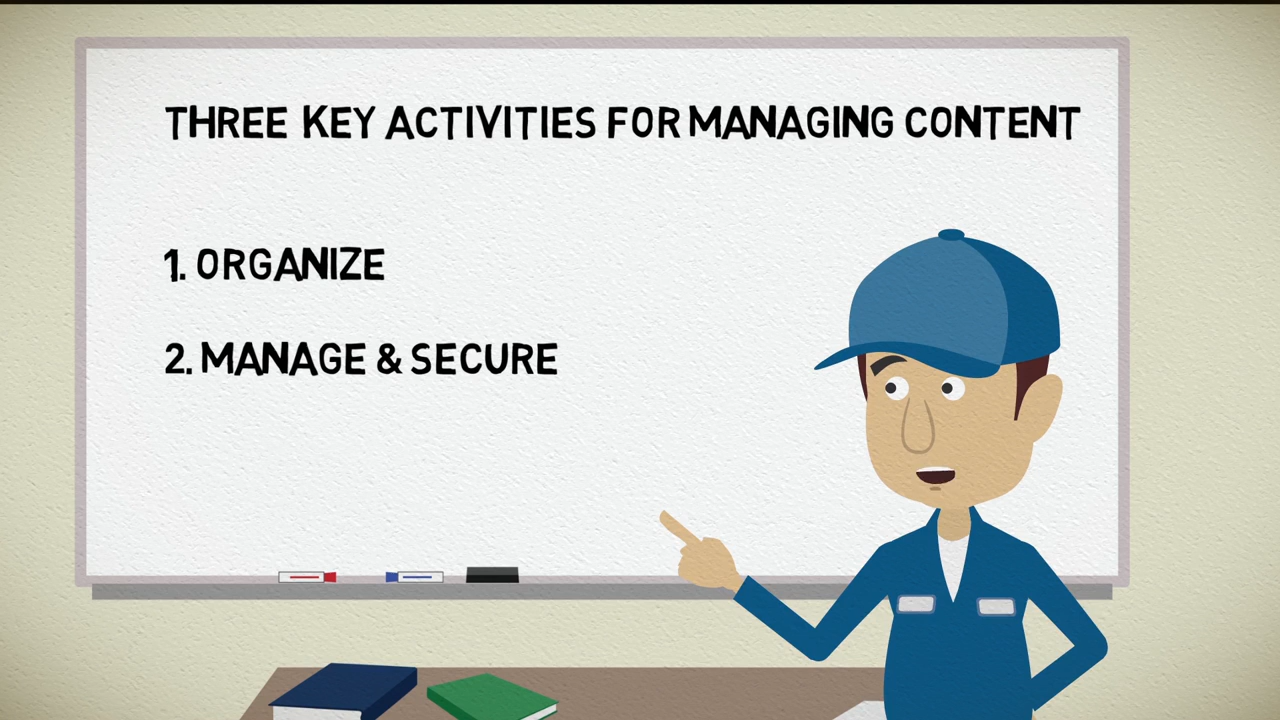 THREE KEY ACTIVITIES FOR MANAGING CONTENT
1. ORGANIZE
2. MANAGE & SECURE